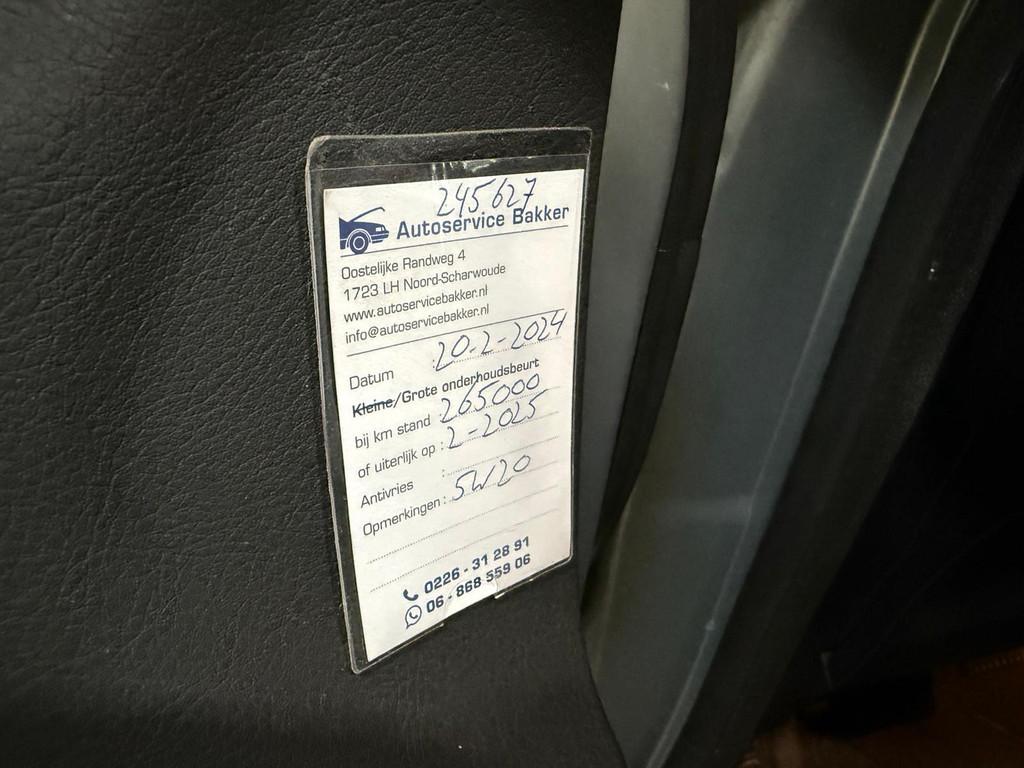 245627
Autoservice Bakker
Oostelijke Randweg 4
1723 LH Noord-Scharwoude
www.autoservicebakker.nl
info@autoservicebakker.nl
Datum : 20-2-2024
Kleine/Grote onderhoudsbeurt
bij km stand : 265000
of uiterlijk op : 2-2025
Antivries :
Opmerkingen : 5W20
0226 - 31 28 91
06 - 868 559 06